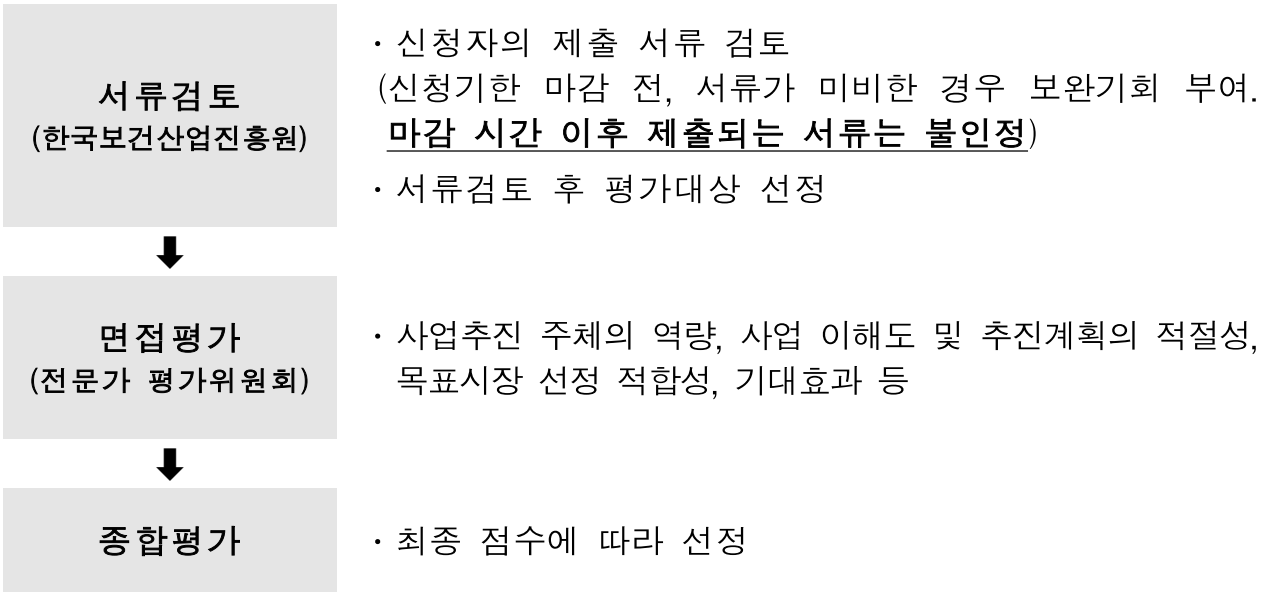 서류검토
(한국보건산업진흥원)
· 신청자의 제출 서류 검토
(신청기한 마감 전, 서류가 미비한 경우 보완기회 부여.
마감 시간 이후 제출되는 서류는 불인정)
· 서류검토 후 평가대상 선정
면접평가
(전문가 평가위원회)
· 사업추진 주체의 역량, 사업 이해도 및 추진계획의 적절성,
목표시장 선정 적합성, 기대효과 등
종합평가
· 최종 점수에 따라 선정